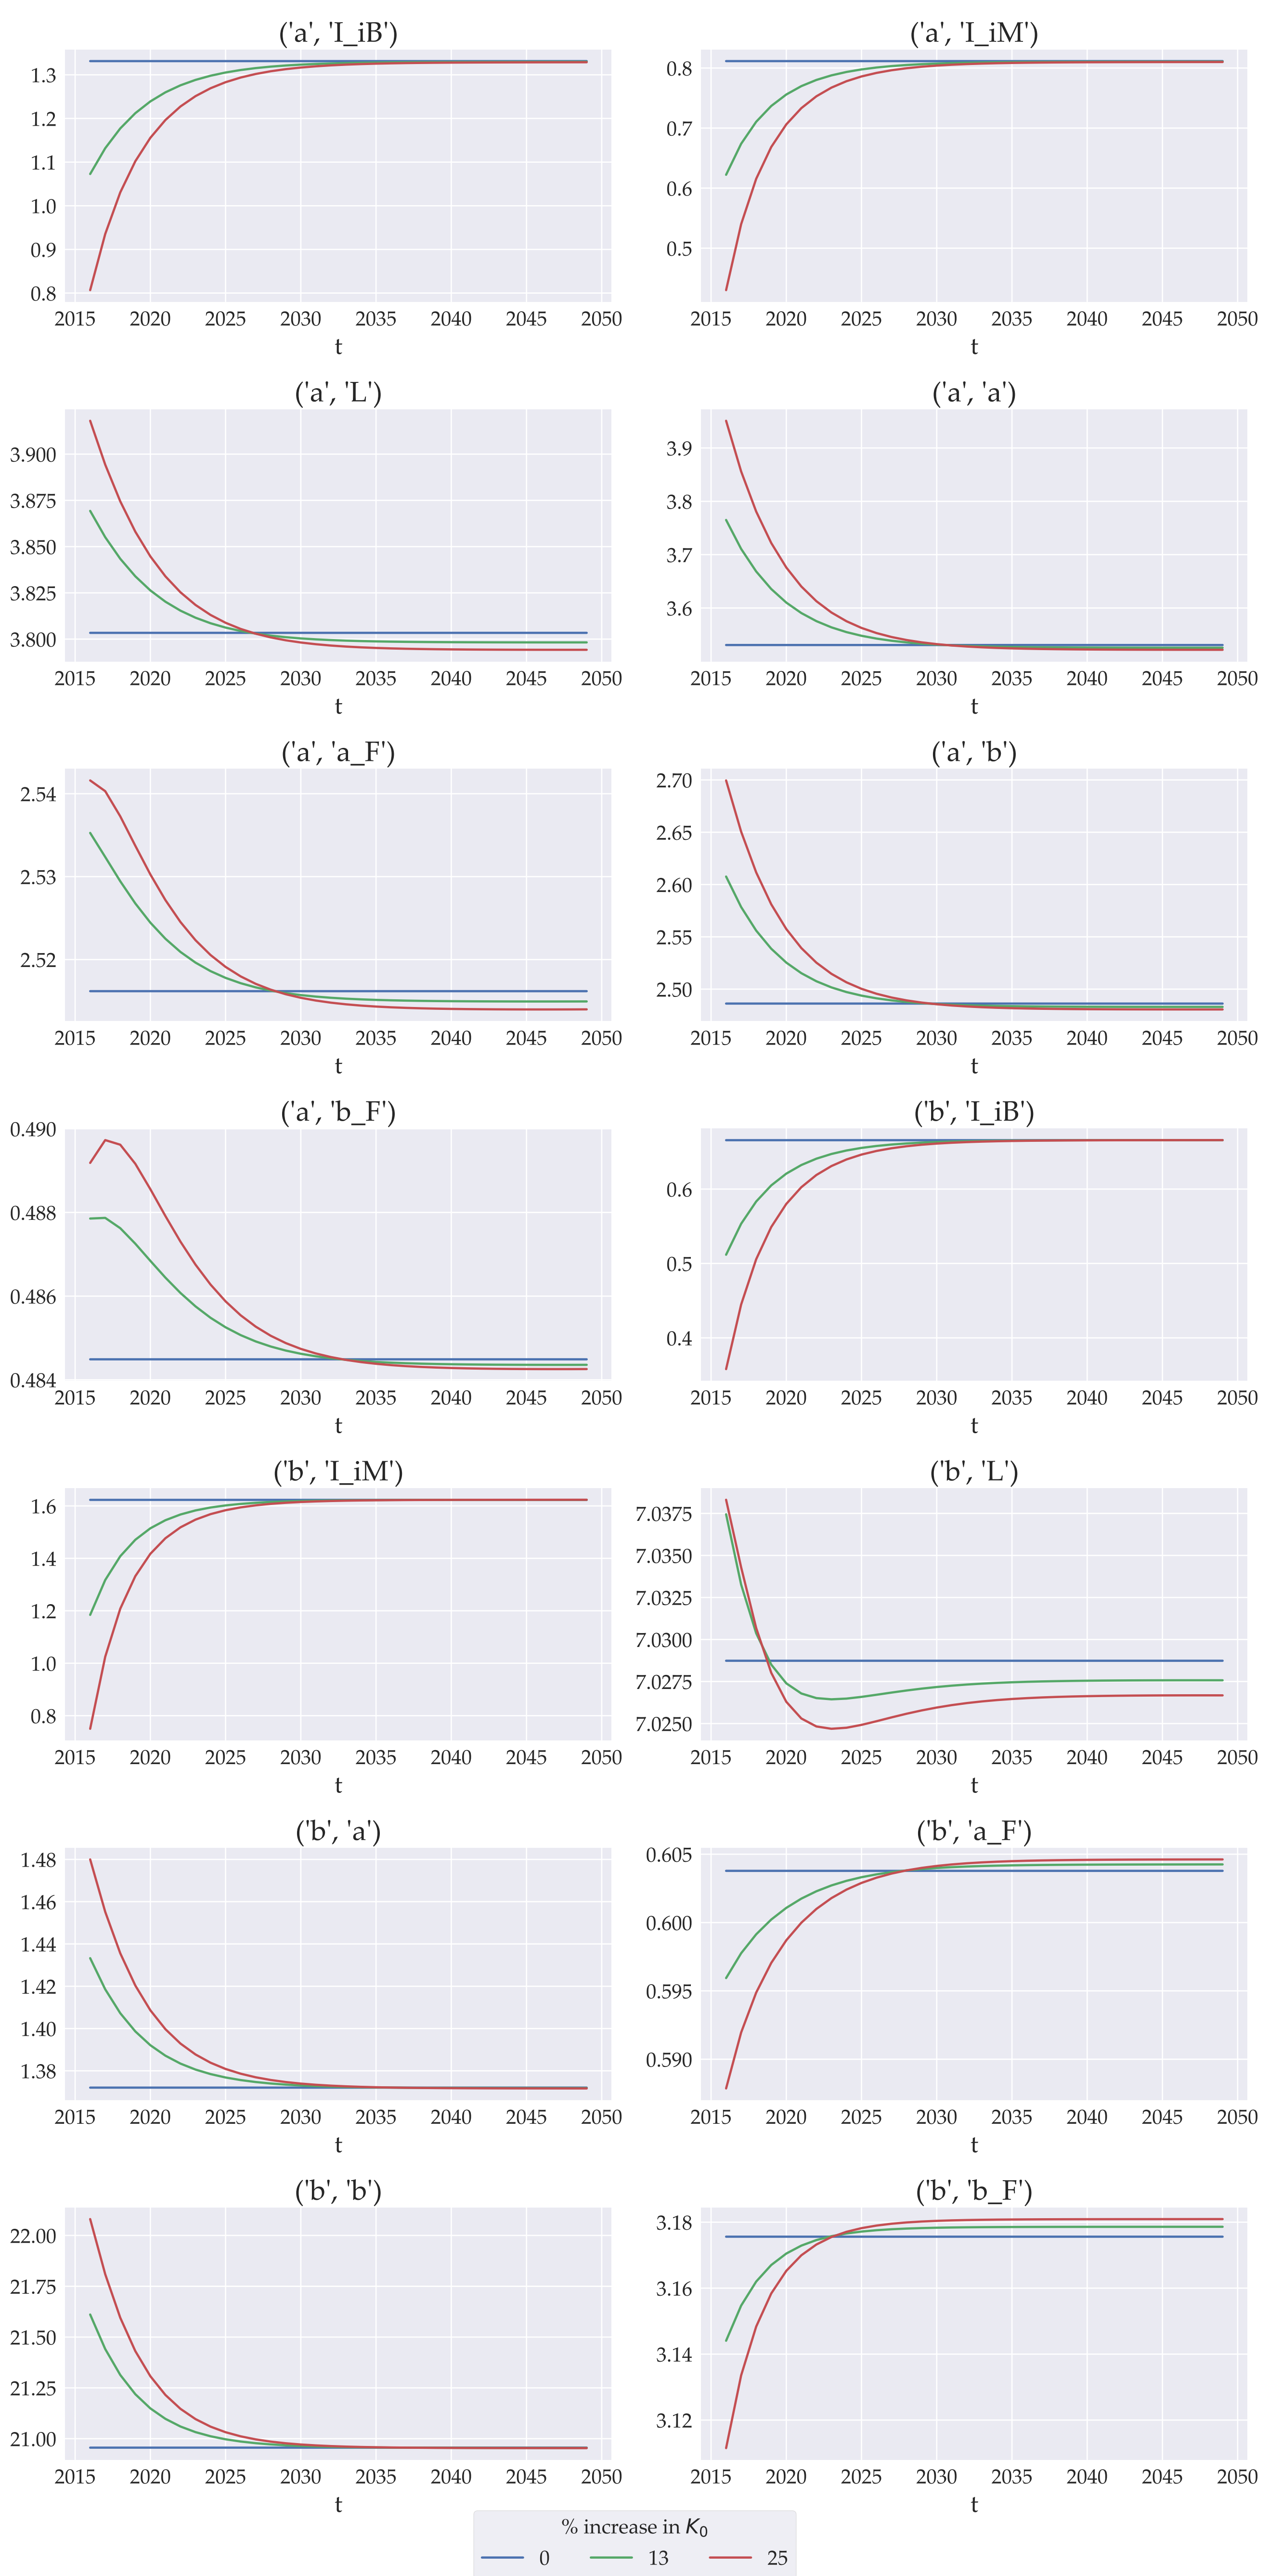 ('a', 'I_iB')
1.3
1.2
1.1
1.0
0.9
0.8
2015 2020 2025 2030 2035 2040 2045 2050
t
('a', 'I_iM')
0.8
0.7
0.6
0.5
2015 2020 2025 2030 2035 2040 2045 2050
t
('a', 'L')
3.900
3.875
3.850
3.825
3.800
2015 2020 2025 2030 2035 2040 2045 2050
t
('a', 'a')
3.9
3.8
3.7
3.6
2015 2020 2025 2030 2035 2040 2045 2050
t
('a', 'a_F')
2.54
2.53
2.52
2015 2020 2025 2030 2035 2040 2045 2050
t
('a', 'b')
2.70
2.65
2.60
2.55
2.50
2015 2020 2025 2030 2035 2040 2045 2050
t
('a', 'b_F')
0.490
0.488
0.486
0.484
2015 2020 2025 2030 2035 2040 2045 2050
t
('b', 'I_iB')
0.6
0.5
0.4
2015 2020 2025 2030 2035 2040 2045 2050
t
('b', 'I_iM')
1.6
1.4
1.2
1.0
0.8
2015 2020 2025 2030 2035 2040 2045 2050
t
('b', 'L')
7.0375
7.0350
7.0325
7.0300
7.0275
7.0250
2015 2020 2025 2030 2035 2040 2045 2050
t
('b', 'a')
1.48
1.46
1.44
1.42
1.40
1.38
2015 2020 2025 2030 2035 2040 2045 2050
t
('b', 'a_F')
0.605
0.600
0.595
0.590
2015 2020 2025 2030 2035 2040 2045 2050
t
('b', 'b')
22.00
21.75
21.50
21.25
21.00
2015 2020 2025 2030 2035 2040 2045 2050
t
('b', 'b_F')
3.18
3.16
3.14
3.12
2015 2020 2025 2030 2035 2040 2045 2050
t
% increase in K₀
0 13 25